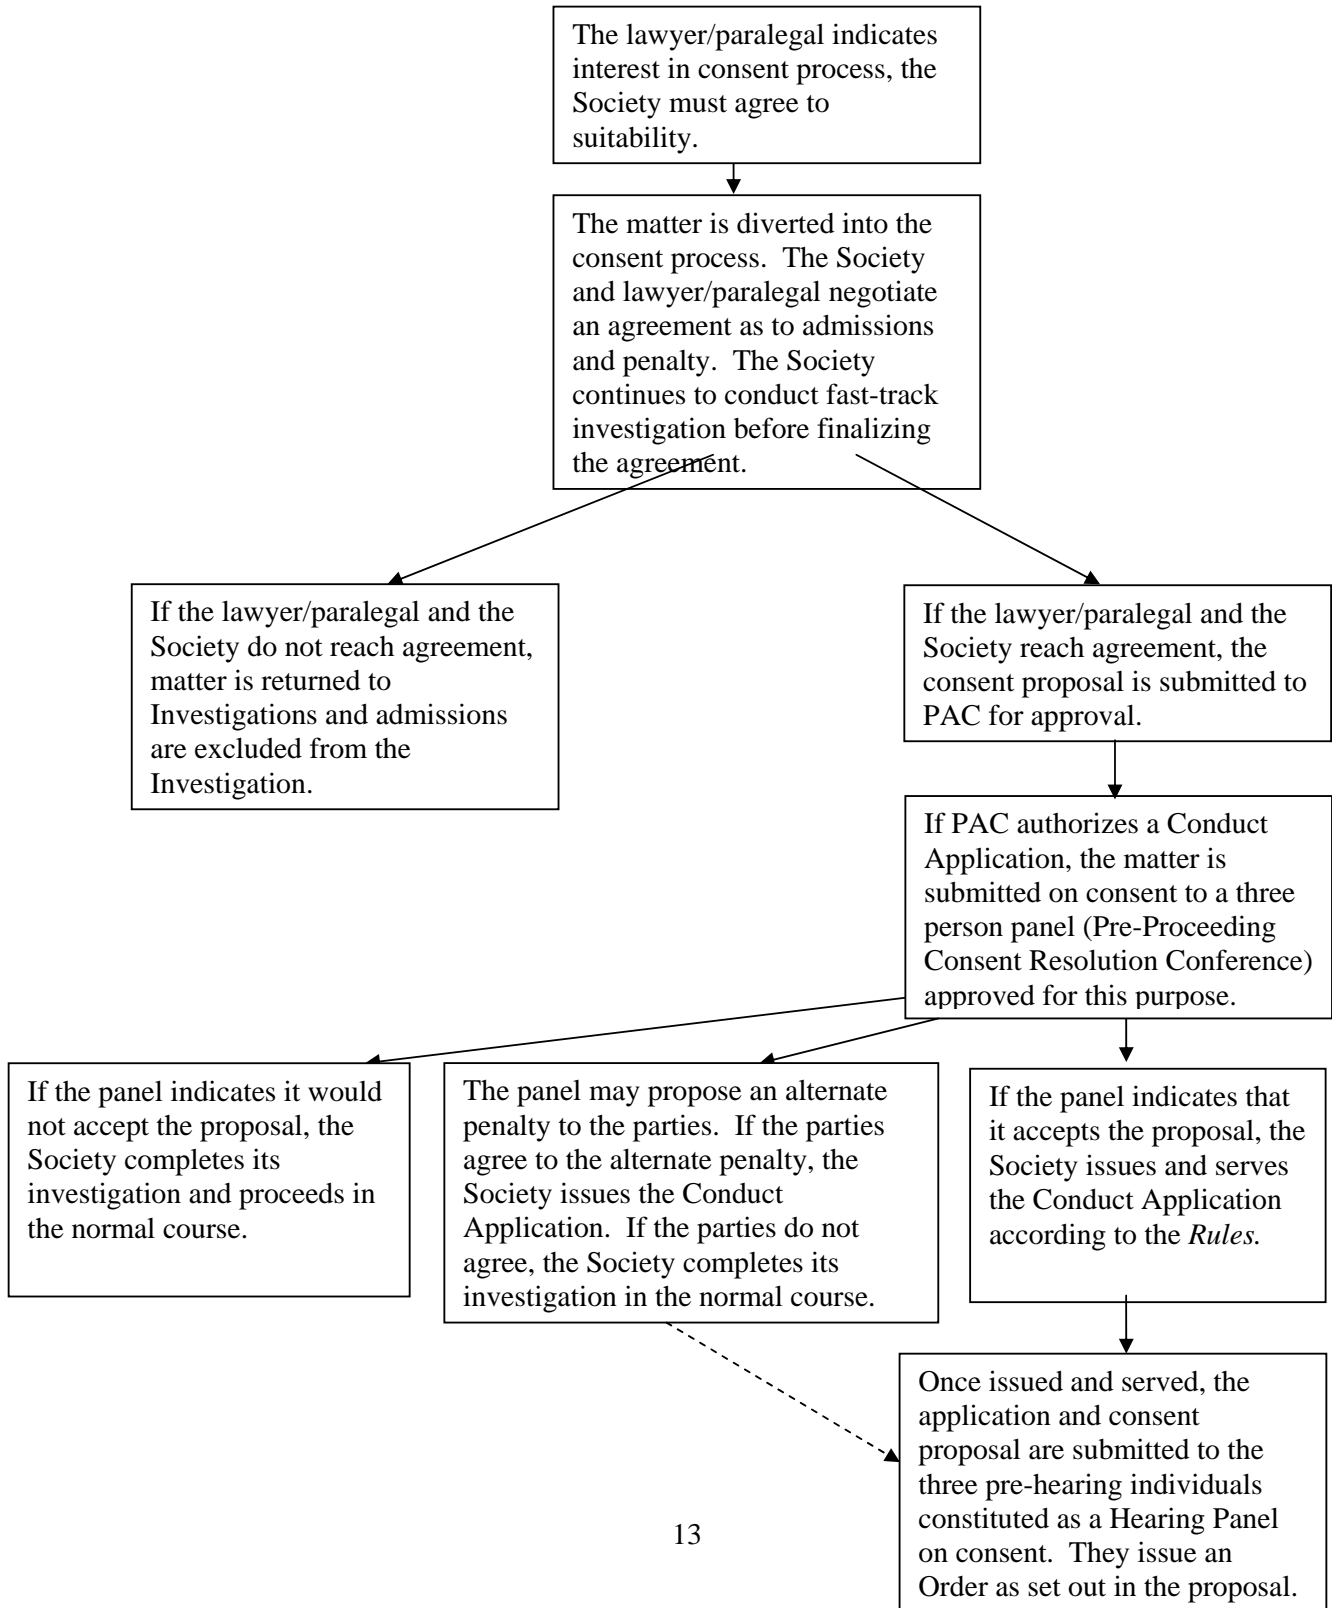 The lawyer/paralegal indicates
interest in consent process, the
Society must agree to
suitability.
The matter is diverted into the
consent process.  The Society
and lawyer/paralegal negotiate
an agreement as to admissions
and penalty.  The Society
continues to conduct fast-track
investigation before finalizing
the agreement.
If the lawyer/paralegal and the
Society do not reach agreement,
matter is returned to
Investigations and admissions
are excluded from the
Investigation.
If the lawyer/paralegal and the
Society reach agreement, the
consent proposal is submitted to
PAC for approval.
If PAC authorizes a Conduct
Application, the matter is
submitted on consent to a three
person panel (Pre-Proceeding
Consent Resolution Conference)
approved for this purpose.
If the panel indicates it would
not accept the proposal, the
Society completes its
investigation and proceeds in
the normal course.
The panel may propose an alternate
penalty to the parties.  If the parties
agree to the alternate penalty, the
Society issues the Conduct
Application.  If the parties do not
agree, the Society completes its
investigation in the normal course.
If the panel indicates that
it accepts the proposal, the
Society issues and serves
the Conduct Application
according to the Rules.
Once issued and served, the
application and consent
proposal are submitted to the
three pre-hearing individuals
constituted as a Hearing Panel
on consent.  They issue an
Order as set out in the proposal.
13